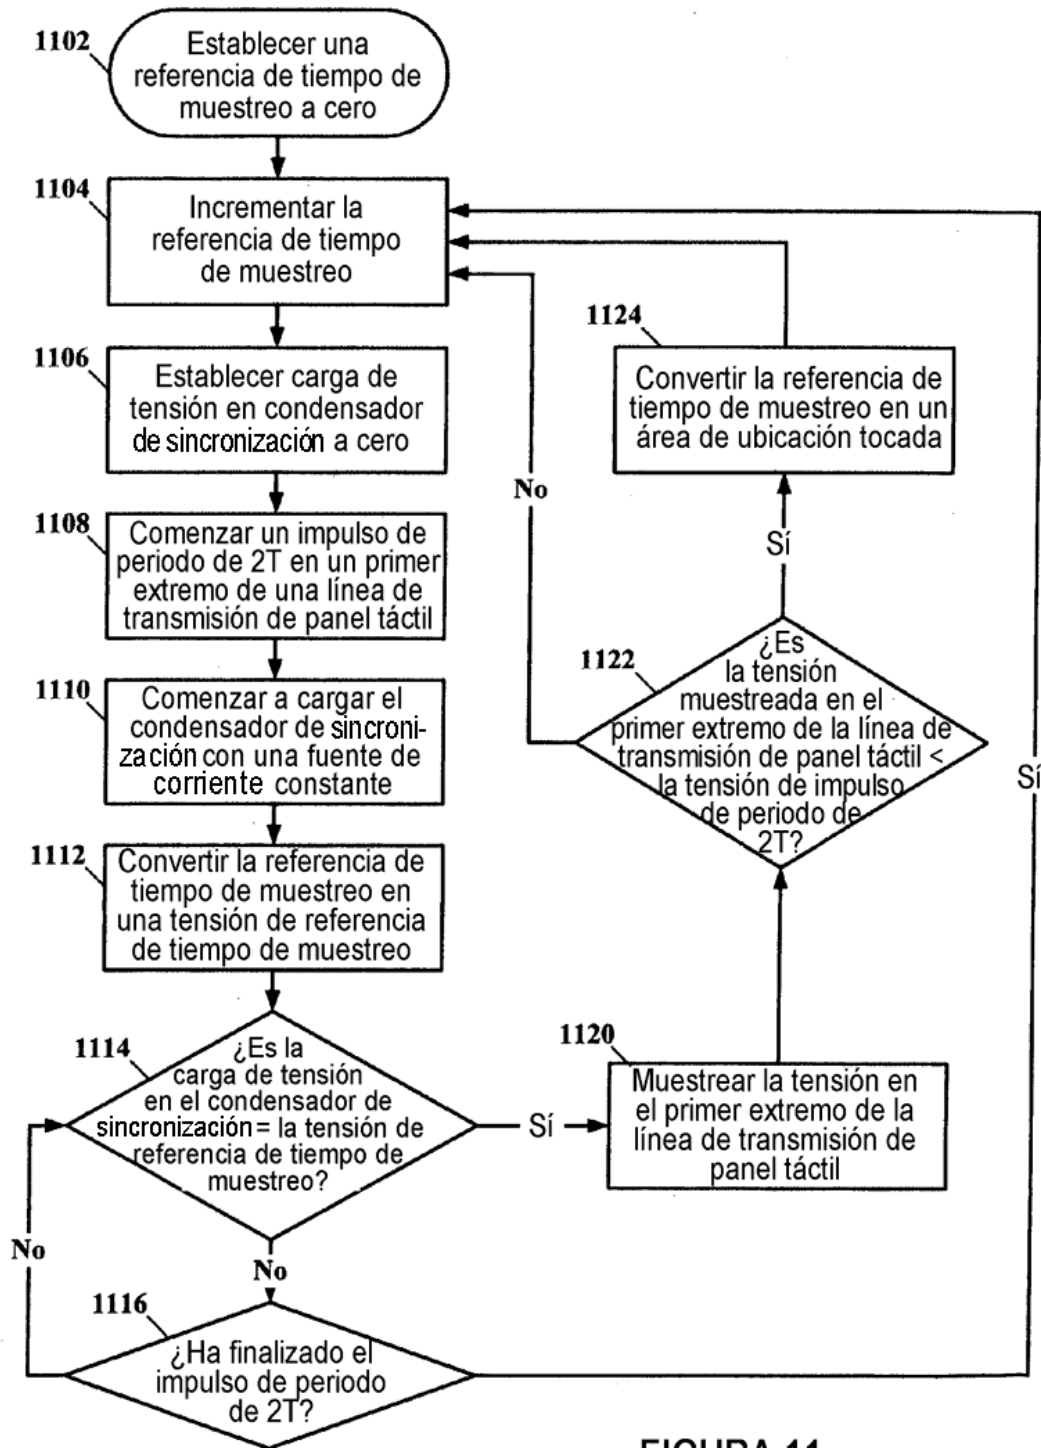 1102
Establecer una
referencia de tiempo de
muestreo a cero
1104
Incrementar la
referencia de tiempo
de muestreo
1106
Establecer carga de
tensión en condensador
de sincronización a cero
1108
Comenzar un impulso de
periodo de 2T en un primer
extremo de una línea de
transmisión de panel táctil
1110
Comenzar a cargar el
condensador de sincroni-
zación con una fuente de
corriente constante
1112
Convertir la referencia de
tiempo de muestreo en
una tensión de referencia
de tiempo de muestreo
1114
¿Es la
carga de tensión
en el condensador de
sincronización = la tensión de
referencia de tiempo de
muestreo?
Sí
No
No
1116
¿Ha finalizado el
impulso de periodo
de 2T?
Sí
1120
Muestrear la tensión en
el primer extremo de la
línea de transmisión de
panel táctil
1122
¿Es
la tensión
muestreada en el
primer extremo de la línea de
transmisión de panel táctil <
la tensión de impulso
de periodo de
2T?
No
Sí
1124
Convertir la referencia de
tiempo de muestreo en un
área de ubicación tocada
FIGURA 11